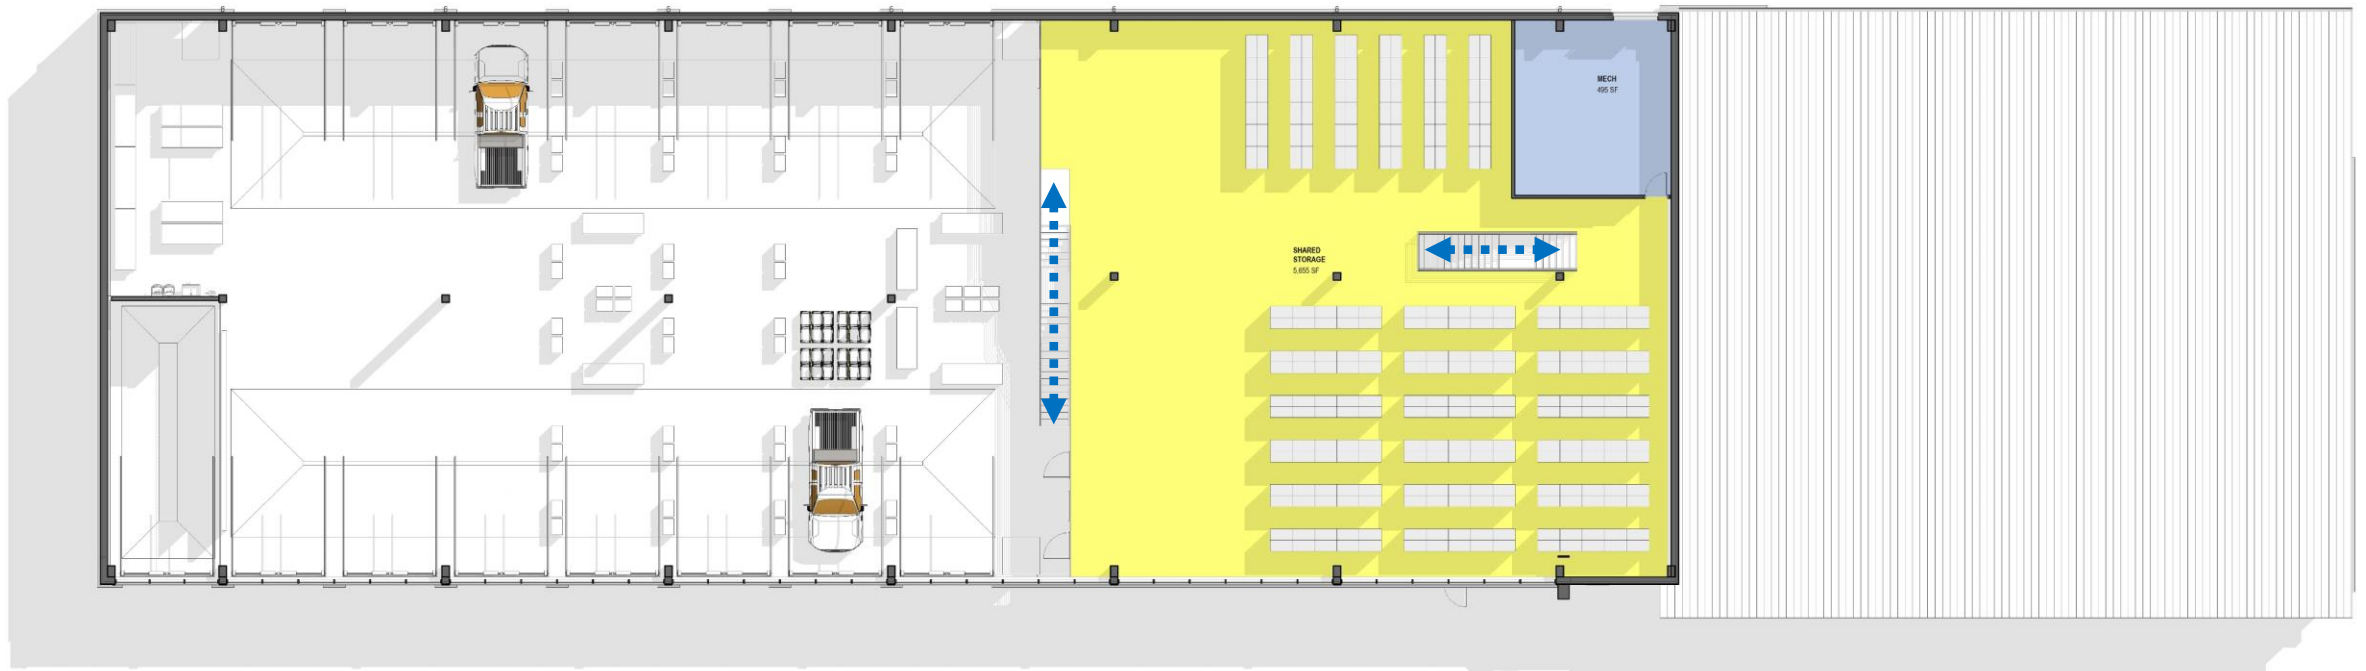 MECH
495 SF
SHARED
STORAGE
5,655 SF